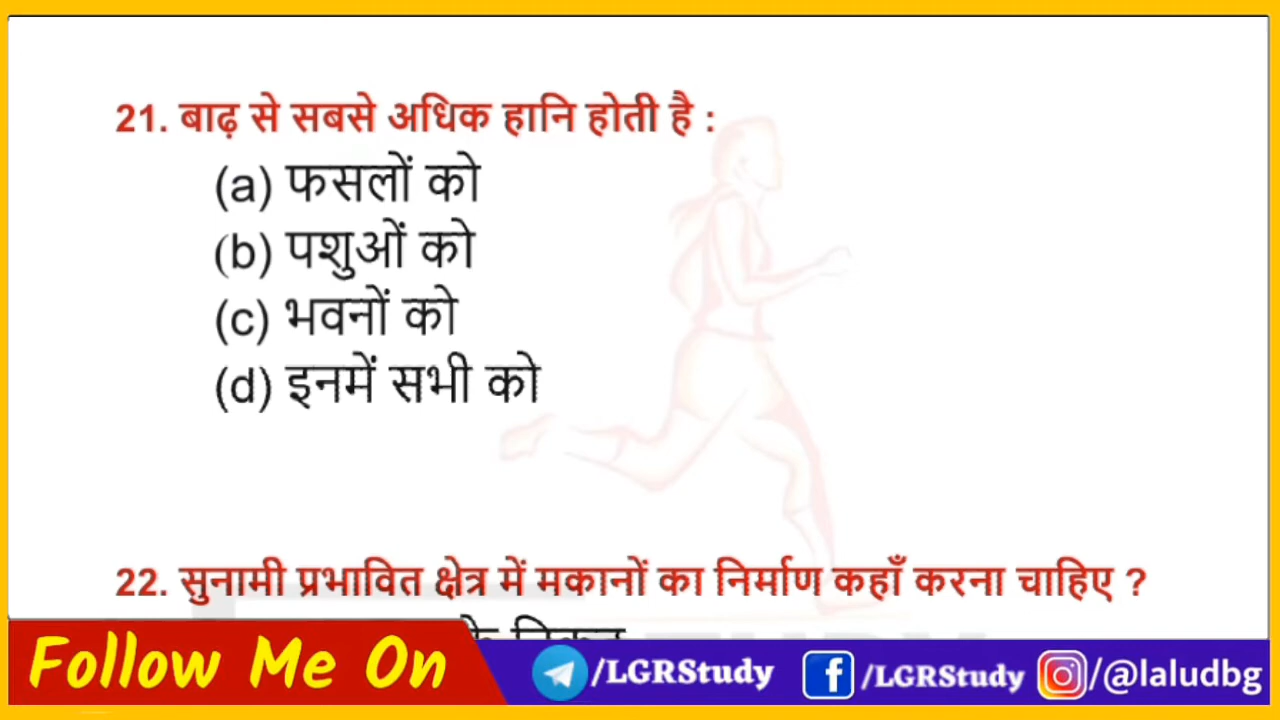 21. बाढ़ से सबसे अधिक हानि होती है :
(a) फसलों को
(b) पशुओं को
(c) भवनों को
(d) इनमें सभी को
22. सुनामी प्रभावित क्षेत्र में मकानों का निर्माण कहाँ करना चाहिए ?
Follow Me On /LGRStudy /LGRStudy /@laludbg